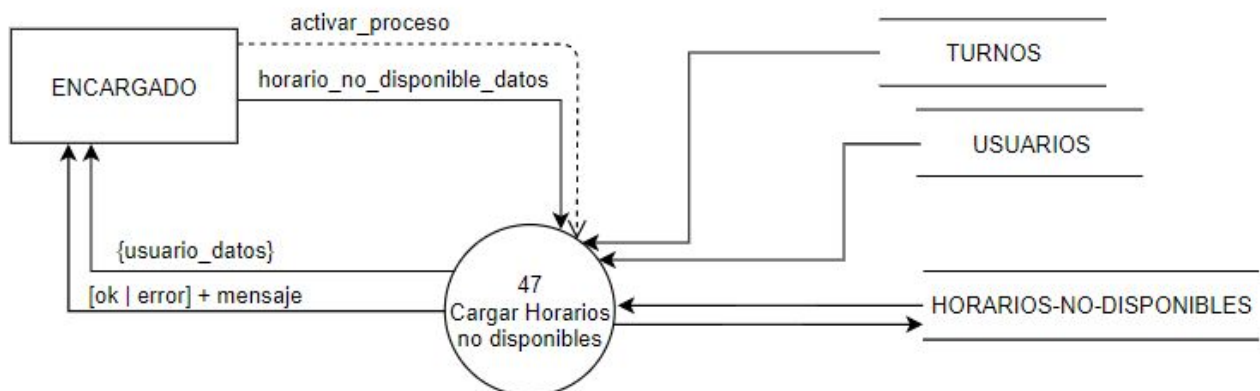 activar_proceso
TURNOS
ENCARGADO
horario_no_disponible_datos
USUARIOS
{usuario_datos}
[ok | error] + mensaje
47
Cargar Horarios
no disponibles
HORARIOS-NO-DISPONIBLES